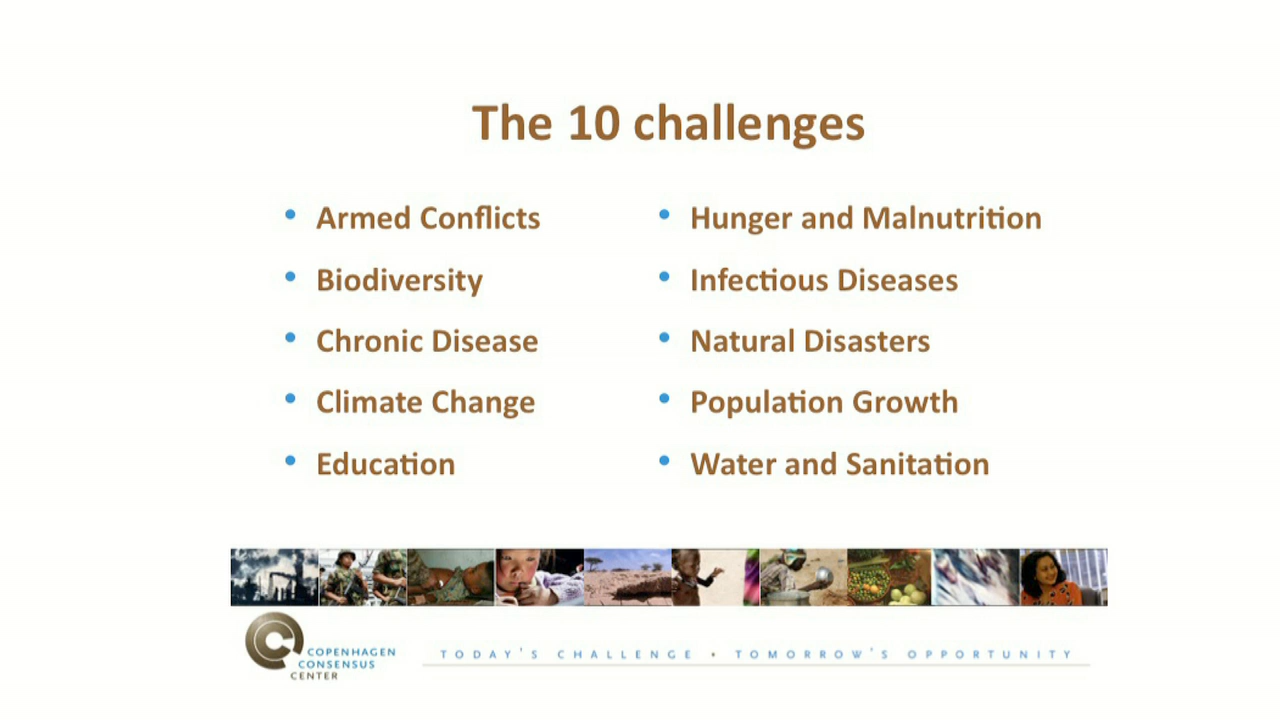 The 10 challenges
• Armed Conflicts
• Biodiversity
• Chronic Disease
• Climate Change
• Education
• Hunger and Malnutrition
• Infectious Diseases
• Natural Disasters
• Population Growth
• Water and Sanitation
COPENHAGEN
CONSENSUS
CENTER
TODAY'S CHALLENGE • TOMORROW'S OPPORTUNITY